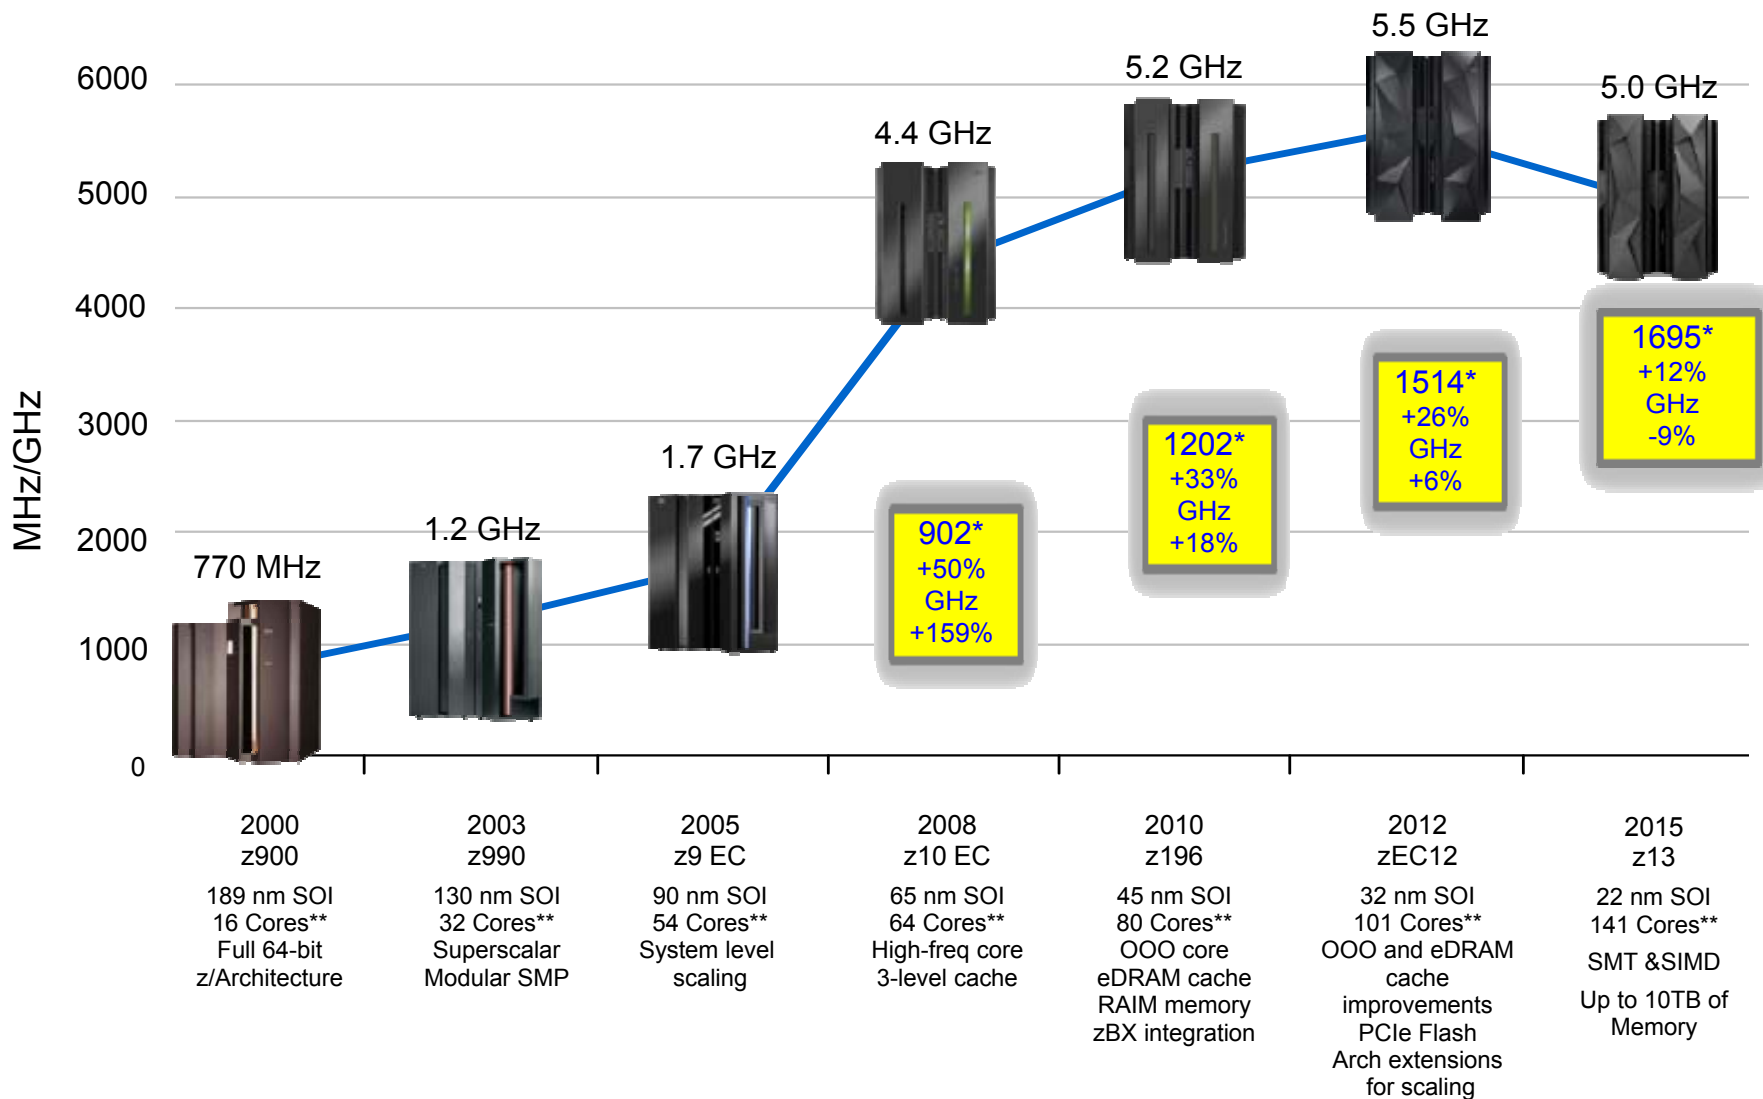 MHz/GHz
6000
5000
4000
3000
2000
1000
0
770 MHz
1.2 GHz
1.7 GHz
4.4 GHz
5.2 GHz
5.5 GHz
5.0 GHz
902*
+50%
GHz
+159%
1202*
+33%
GHz
+18%
1514*
+26%
GHz
+6%
1695*
+12%
GHz
-9%
2000
z900
189 nm SOI
16 Cores**
Full 64-bit
z/Architecture
2003
z990
130 nm SOI
32 Cores**
Superscalar
Modular SMP
2005
z9 EC
90 nm SOI
54 Cores**
System level
scaling
2008
z10 EC
65 nm SOI
64 Cores**
High-freq core
3-level cache
2010
z196
45 nm SOI
80 Cores**
OOO core
eDRAM cache
RAIM memory
zBX integration
2012
zEC12
32 nm SOI
101 Cores**
OOO and eDRAM
cache
improvements
PCIe Flash
Arch extensions
for scaling
2015
z13
22 nm SOI
141 Cores**
SMT &SIMD
Up to 10TB of
Memory